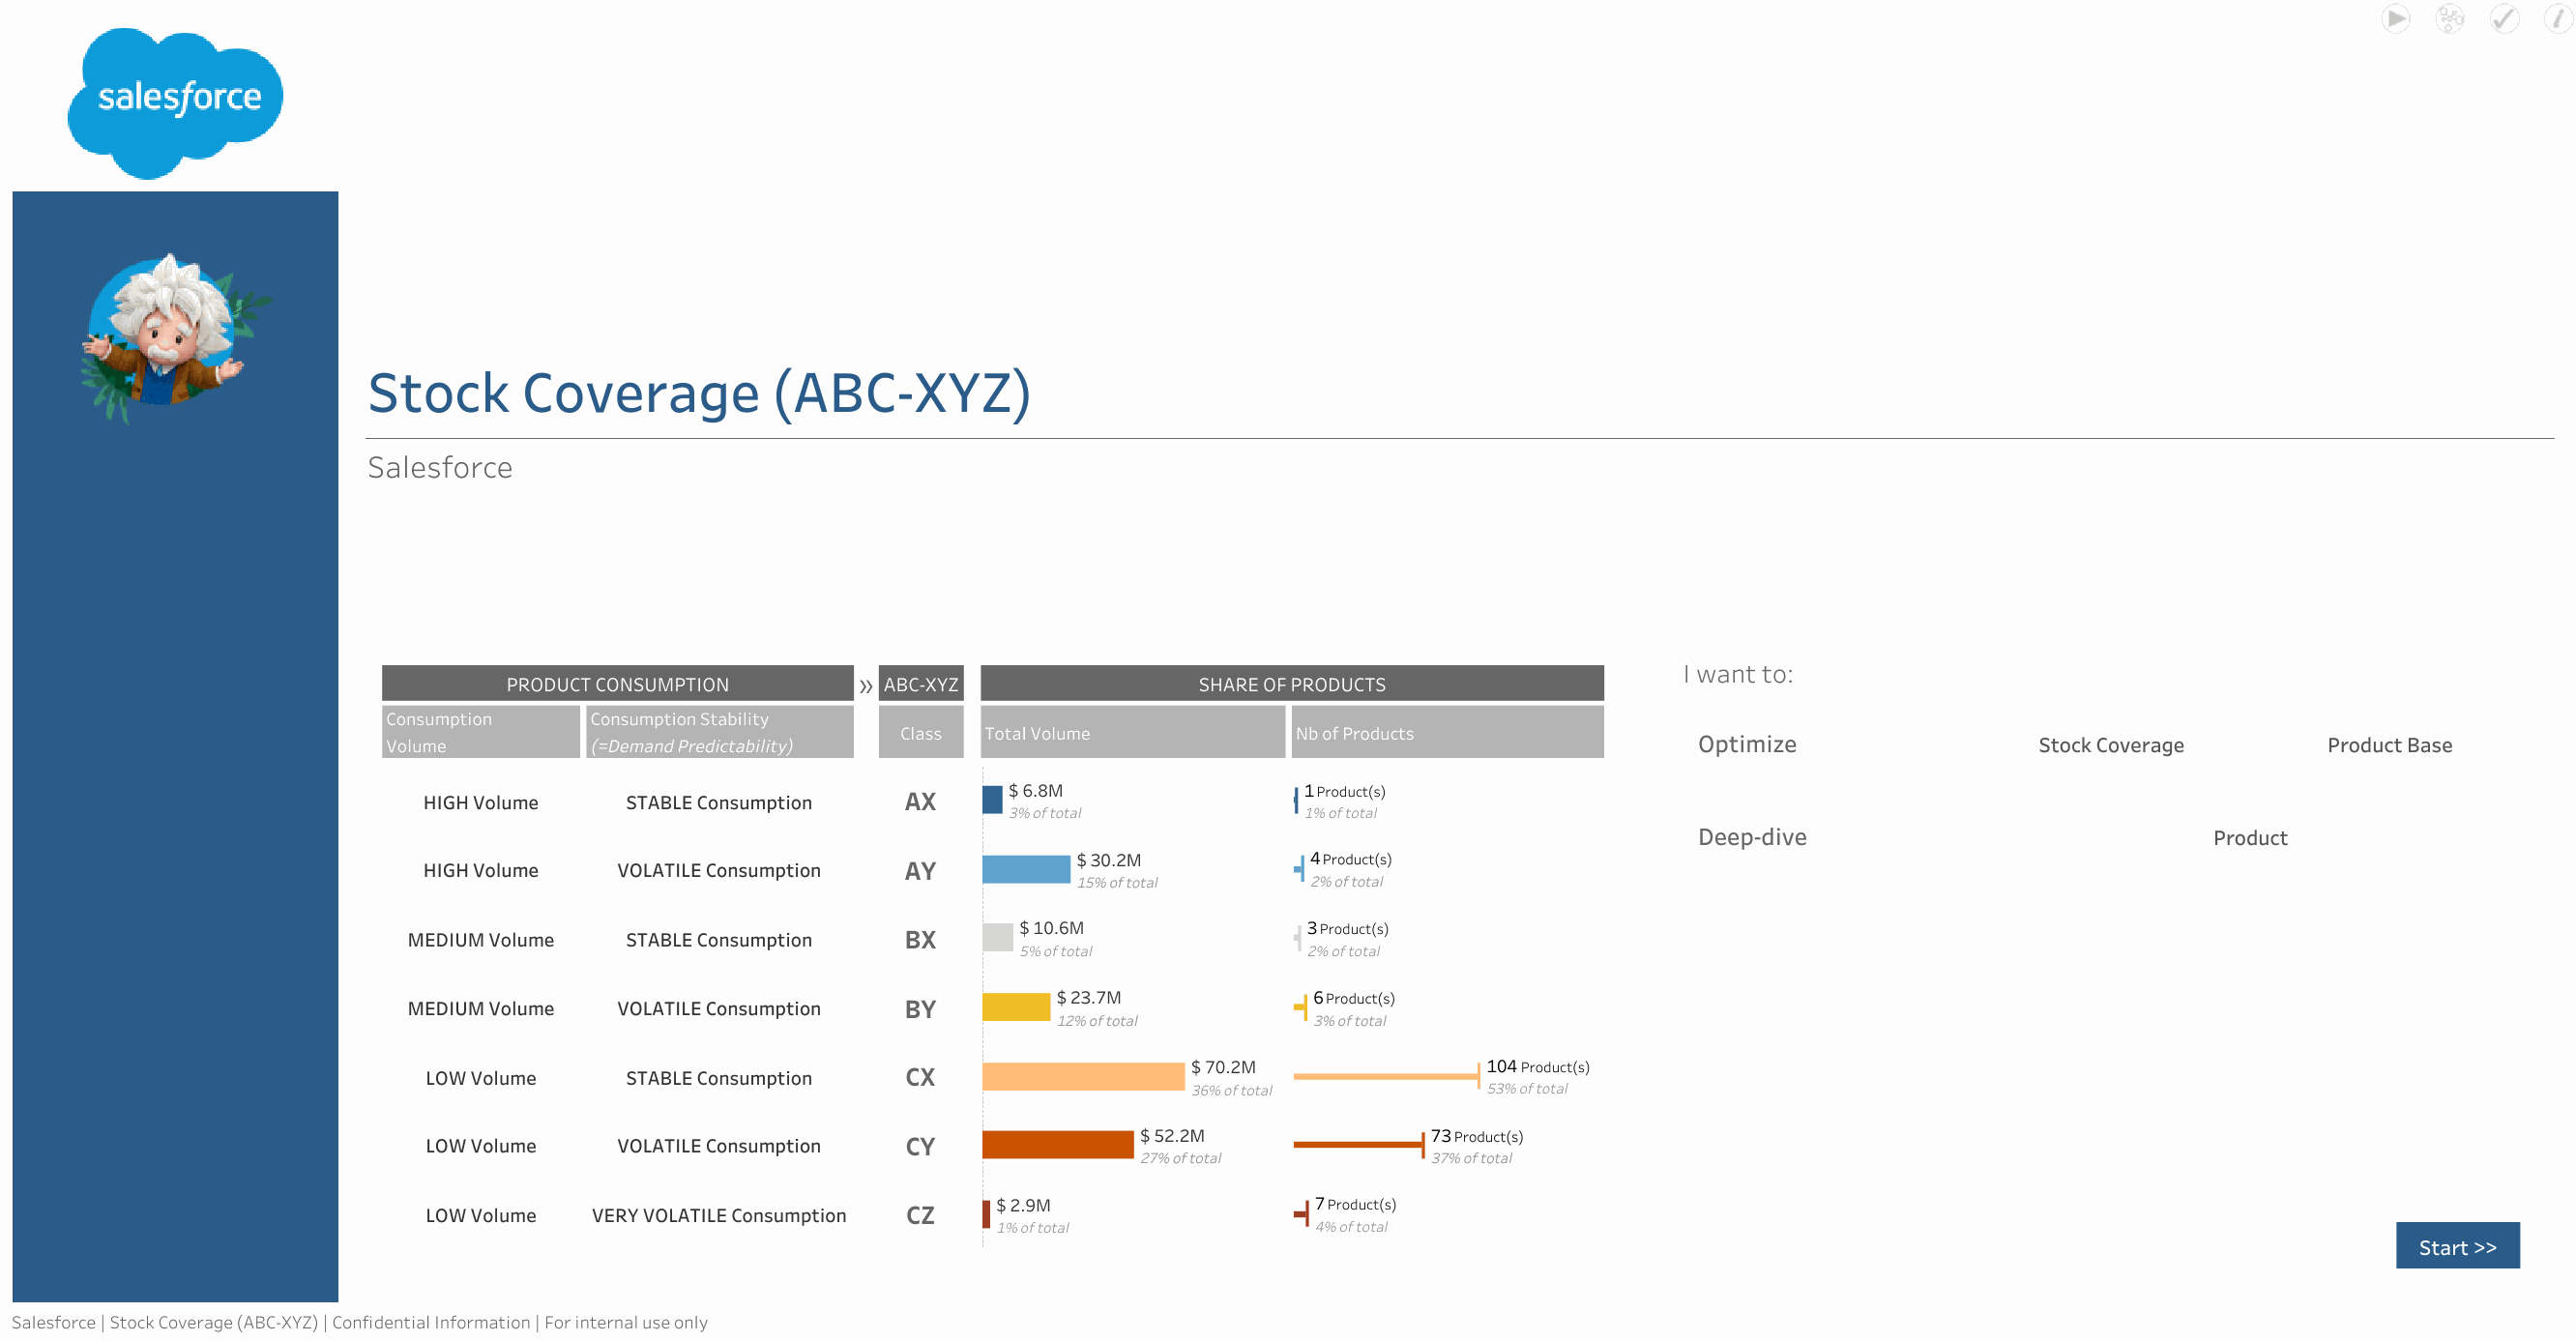 salesforce
Stock Coverage (ABC-XYZ)
Salesforce
PRODUCT CONSUMPTION » ABC-XYZ SHARE OF PRODUCTS
Consumption Volume
Consumption Stability
(=Demand Predictability)
Class
Total Volume
Nb of Products
HIGH Volume STABLE Consumption AX $ 6.8M 1 Product(s)
3% of total 1% of total
HIGH Volume VOLATILE Consumption AY $ 30.2M 4 Product(s)
15% of total 2% of total
MEDIUM Volume STABLE Consumption BX $ 10.6M 3 Product(s)
5% of total 2% of total
MEDIUM Volume VOLATILE Consumption BY $ 23.7M 6 Product(s)
12% of total 3% of total
LOW Volume STABLE Consumption CX $ 70.2M 104 Product(s)
36% of total 53% of total
LOW Volume VOLATILE Consumption CY $ 52.2M 73 Product(s)
27% of total 37% of total
LOW Volume VERY VOLATILE Consumption CZ $ 2.9M 7 Product(s)
1% of total 4% of total
I want to:
Optimize Stock Coverage Product Base
Deep-dive Product
Start >>
Salesforce | Stock Coverage (ABC-XYZ) | Confidential Information | For internal use only